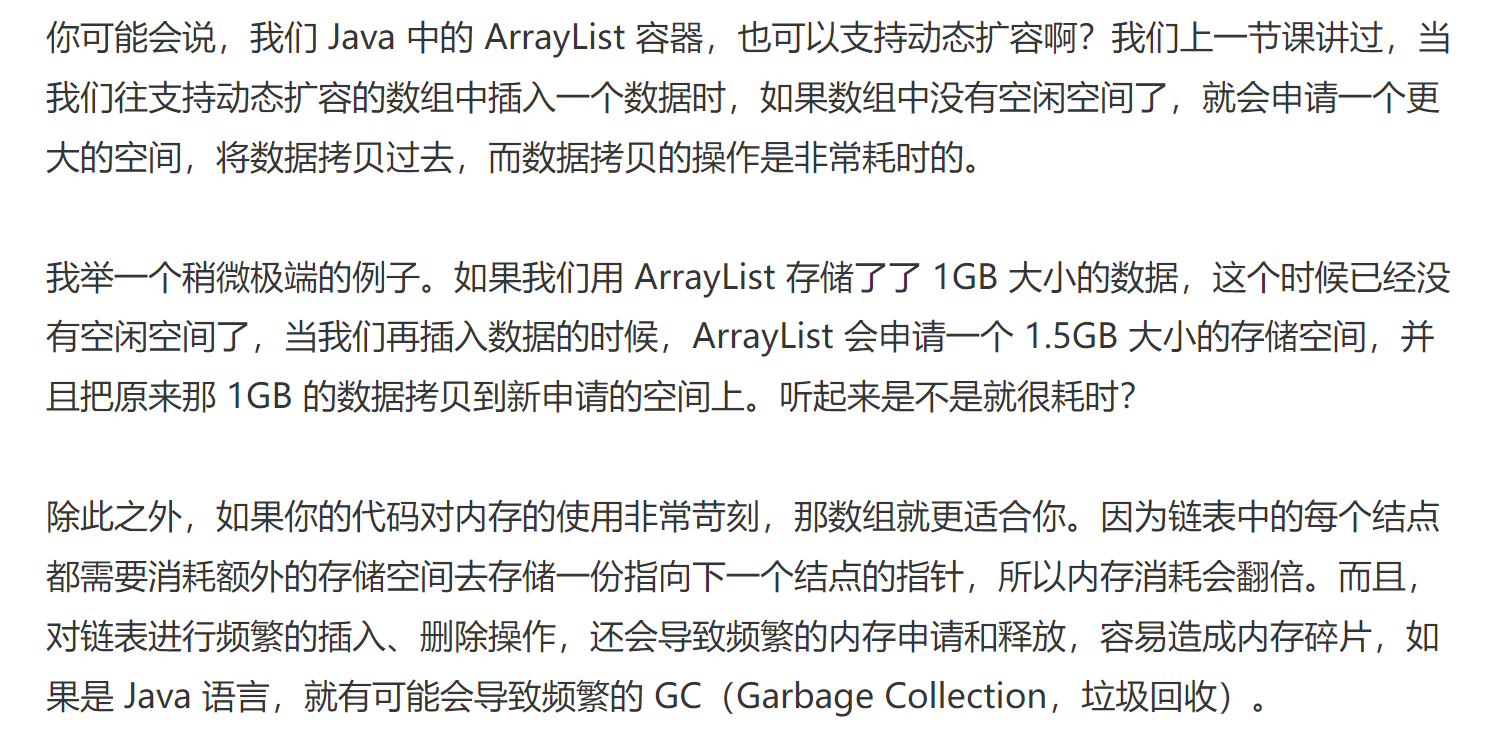 你可能会说，我们 Java 中的 ArrayList 容器，也可以支持动态扩容啊？我们上一节课讲过，当
我们往支持动态扩容的数组中插入一个数据时，如果数组中没有空闲空间了，就会申请一个更
大的空间，将数据拷贝过去，而数据拷贝的操作是非常耗时的。
我举一个稍微极端的例子。如果我们用 ArrayList 存储了了 1GB 大小的数据，这个时候已经没
有空闲空间了，当我们再插入数据的时候，ArrayList 会申请一个 1.5GB 大小的存储空间，并
且把原来那 1GB 的数据拷贝到新申请的空间上。听起来是不是就很耗时？
除此之外，如果你的代码对内存的使用非常苛刻，那数组就更适合你。因为链表中的每个结点
都需要消耗额外的存储空间去存储一份指向下一个结点的指针，所以内存消耗会翻倍。而且，
对链表进行频繁的插入、删除操作，还会导致频繁的内存申请和释放，容易造成内存碎片，如
果是 Java 语言，就有可能会导致频繁的 GC（Garbage Collection，垃圾回收）。